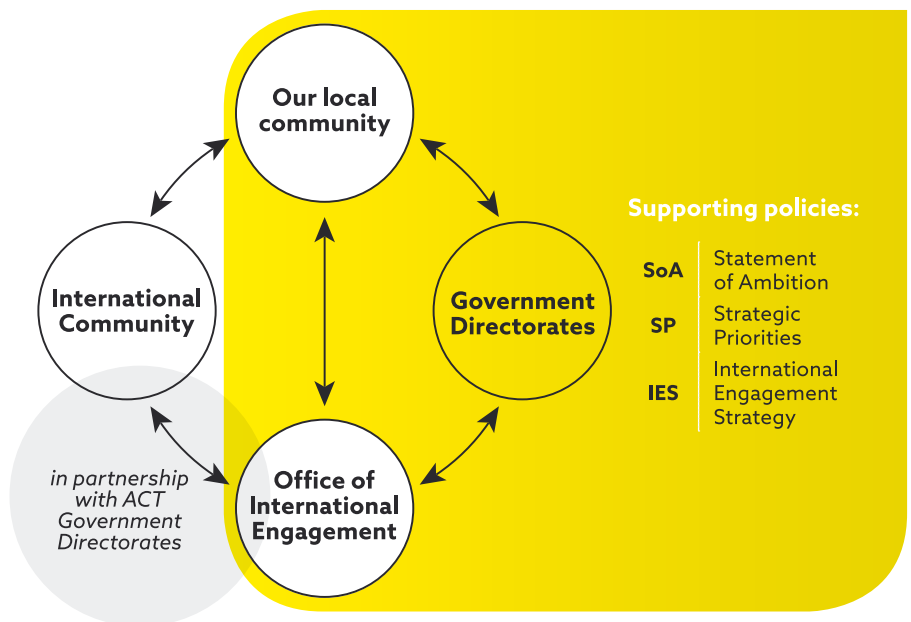 Our local
community
International
Community
Government
Directorates
Office of
International
Engagement
in partnership
with ACT
Government
Directorates
Supporting policies:
SoA
Statement
of Ambition
SP
Strategic
Priorities
IES
International
Engagement
Strategy